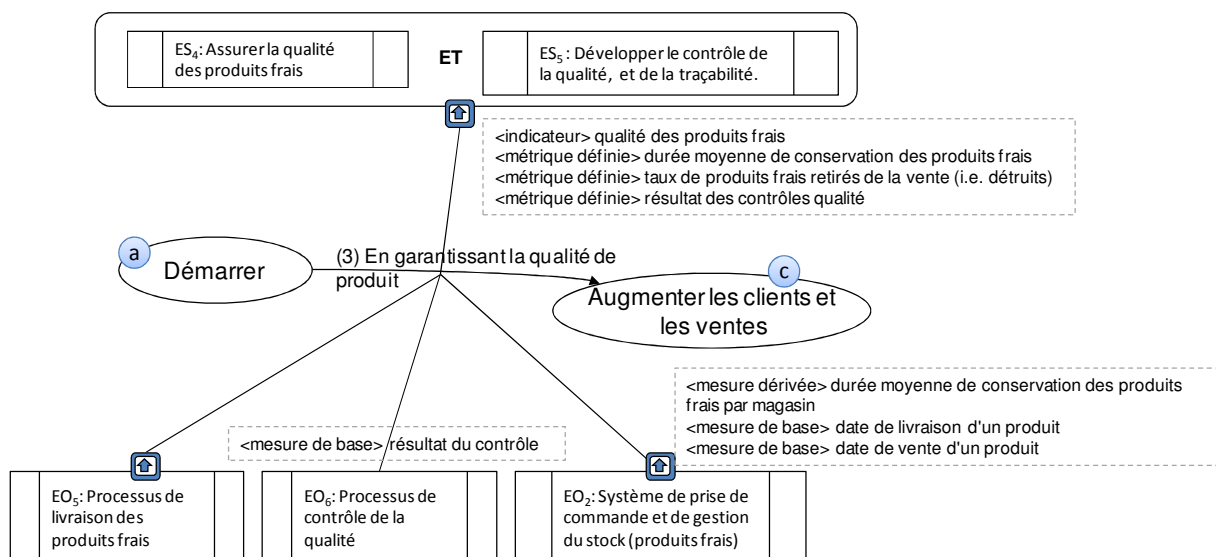 ES4: Assurer la qualité
des produits frais
ET
ES5 : Développer le contrôle de
la qualité, et de la traçabilité.
<indicateur> qualité des produits frais
<métrique définie> durée moyenne de conservation des produits frais
<métrique définie> taux de produits frais retirés de la vente (i.e. détruits)
<métrique définie> résultat des contrôles qualité
a
Démarrer
(3) En garantissant la qualité de
produit
c
Augmenter les clients et
les ventes
<mesure dérivée> durée moyenne de conservation des produits
frais par magasin
<mesure de base> date de livraison d'un produit
<mesure de base> date de vente d'un produit
<mesure de base> résultat du contrôle
EO5: Processus de
livraison des
produits frais
EO6: Processus de
contrôle de la
qualité
EO2: Système de prise de
commande et de gestion
du stock (produits frais)